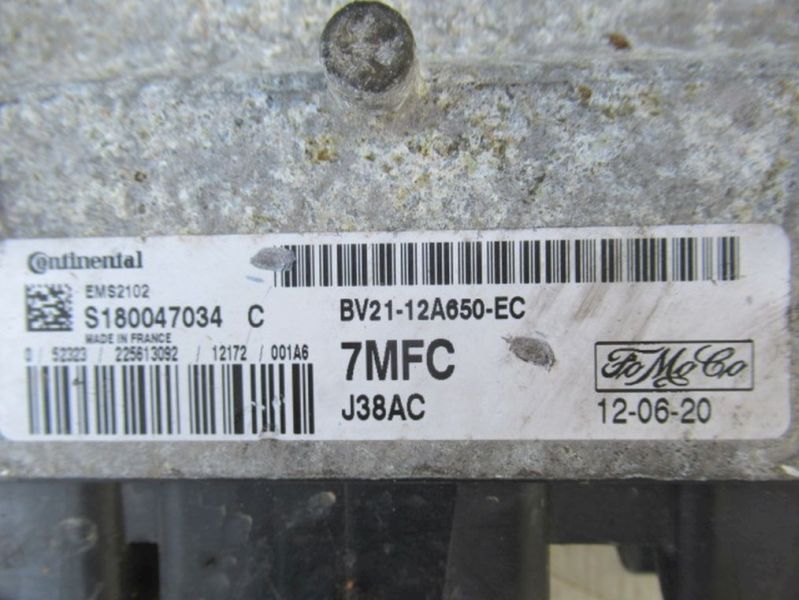 Continental
EMS2102
S180047034 C
MADE IN FRANCE
0 / 52323 / 225613092 / 12172 / 001A6
BV21-12A650-EC
7MFC
J38AC
FoMoCo
12-06-20